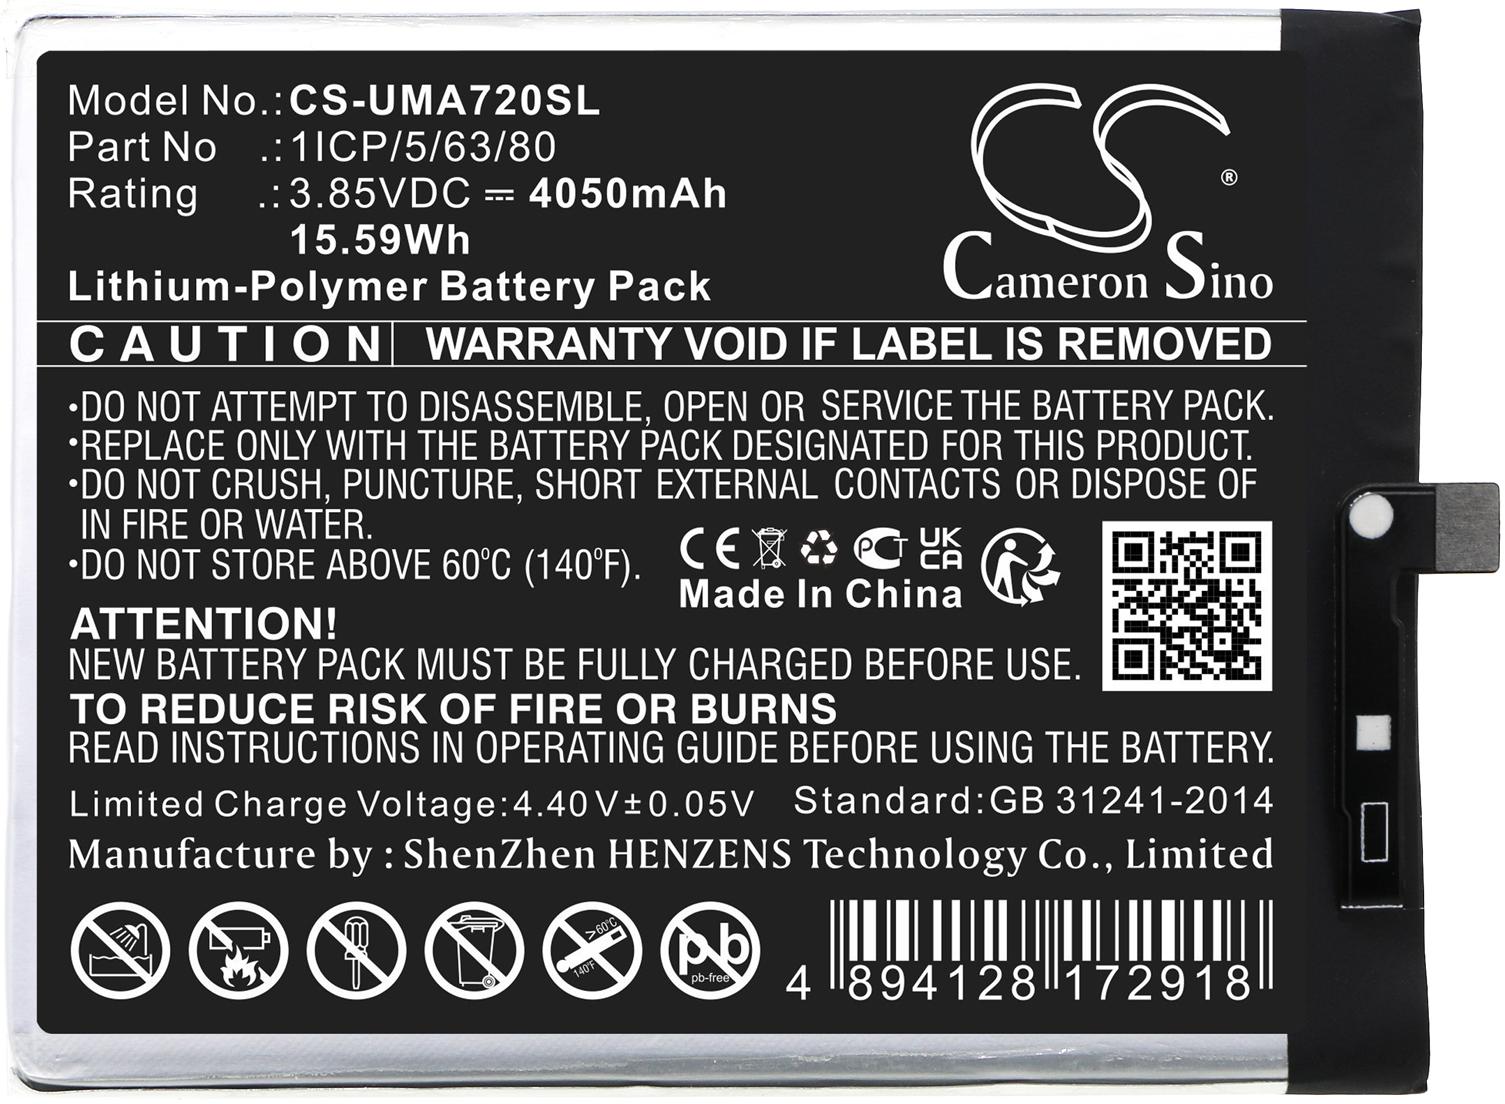 Model No.:CS-UMA720SL
Part No .:1ICP/5/63/80
Rating .:3.85VDC ⎓ 4050mAh
15.59Wh
Lithium-Polymer Battery Pack
®
Cameron Sino
CAUTION WARRANTY VOID IF LABEL IS REMOVED
•DO NOT ATTEMPT TO DISASSEMBLE, OPEN OR SERVICE THE BATTERY PACK.
•REPLACE ONLY WITH THE BATTERY PACK DESIGNATED FOR THIS PRODUCT.
•DO NOT CRUSH, PUNCTURE, SHORT EXTERNAL CONTACTS OR DISPOSE OF
IN FIRE OR WATER.
•DO NOT STORE ABOVE 60°C (140°F).
CE PCT UK
CA
Made In China
ATTENTION!
NEW BATTERY PACK MUST BE FULLY CHARGED BEFORE USE.
TO REDUCE RISK OF FIRE OR BURNS
READ INSTRUCTIONS IN OPERATING GUIDE BEFORE USING THE BATTERY.
Limited Charge Voltage:4.40V±0.05V Standard:GB 31241-2014
Manufacture by : ShenZhen HENZENS Technology Co., Limited
>60°C
140°F
pb
pb-free
4 894128 172918